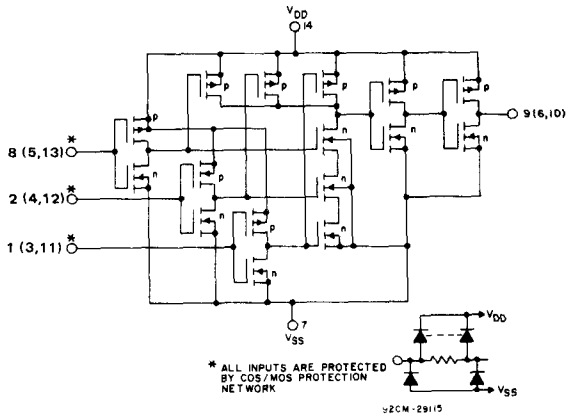 VDD
14
p
p
p
p
p
p
9(6,10)
*
8 (5,13)
n
n
n
n
p
*
2 (4,12)
n
n
n
p
*
1 (3,11)
n
7
VSS
VDD
* ALL INPUTS ARE PROTECTED
BY COS/MOS PROTECTION
NETWORK
VSS
92CM-29115